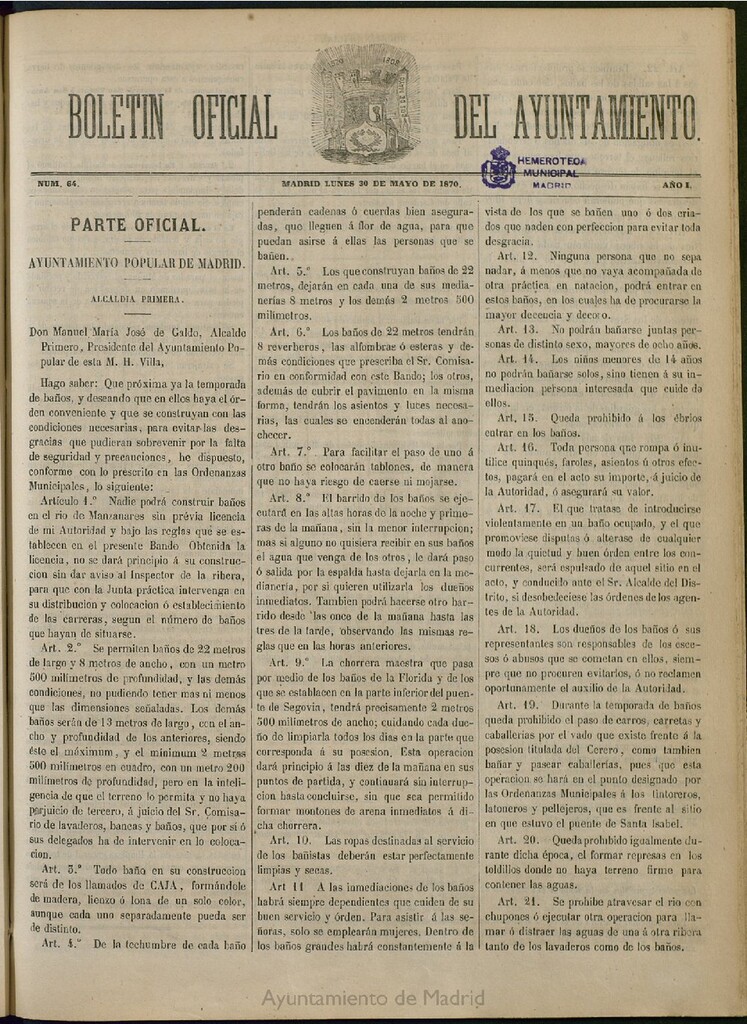 BOLETIN OFICIAL DEL AYUNTAMIENTO.
HEMEROTECA
MUNICIPAL
MADRID
NUM. 64. MADRID LUNES 30 DE MAYO DE 1870. AÑO I.
PARTE OFICIAL.
AYUNTAMIENTO POPULAR DE MADRID.
ALCALDIA PRIMERA.
Don Manuel María José de Galdo, Alcalde
Primero, Presidente del Ayuntamiento Po-
pular de esta M. H. Villa,
Hago saber: Que próxima ya la temporada
de baños, y deseando que en ellos haya el ór-
den conveniente y que se construyan con las
condiciones necesarias, para evitar las des-
gracias que pudieran sobrevenir por la falta
de seguridad y precauciones, he dispuesto,
conforme con lo prescrito en las Ordenanzas
Municipales, lo siguiente:
Artículo 1.º Nadie podrá construir baños
en el rio de Manzanares sin prévia licencia
de mi Autoridad y bajo las reglas que se es-
tablecen en el presente Bando Obtenida la
licencia, no se dará principio á su construc-
cion sin dar aviso al Inspector de la ribera,
para que con la Junta práctica intervenga en
su distribucion y colocacion ó establecimiento
de las carreras, segun el número de baños
que hayan de situarse.
Art. 2.º Se permiten baños de 22 metros
de largo y 8 metros de ancho, con un metro
500 milímetros de profundidad, y las demás
condiciones, no pudiendo tener mas ni menos
que las dimensiones señaladas. Los demás
baños serán de 13 metros de largo, con el an-
cho y profundidad de los anteriores, siendo
éste el máximum, y el minimum 2 metros
500 milímetros en cuadro, con un metro 200
milímetros de profundidad, pero en la inteli-
gencia de que el terreno lo permita y no haya
perjuicio de tercero, á juicio del Sr. Comisa-
rio de lavaderos, bancas y baños, que por sí ó
sus delegados ha de intervenir en lo coloca-
cion.
Art. 3.º Todo baño en su construccion
será de los llamados de CAJA, formándole
de madera, lienzo ó lona de un solo color,
aunque cada uno separadamente pueda ser
de distinto.
Art. 4.º De la techumbre de cada baño
penderán cadenas ó cuerdas bien asegura-
das, que lleguen á flor de agua, para que
puedan asirse á ellas las personas que se
bañen.
Art. 5.º Los que construyan baños de 22
metros, dejarán en cada una de sus media-
nerías 8 metros y los demás 2 metros 500
milímetros.
Art. 6.º Los baños de 22 metros tendrán
8 reverberos, las alfombras ó esteras y de-
más condiciones que prescriba el Sr. Comisa-
rio en conformidad con este Bando; los otros,
además de cubrir el pavimento en la misma
forma, tendrán los asientos y luces necesa-
rias, las cuales se encenderán todas al ano-
checer.
Art. 7.º Para facilitar el paso de uno á
otro baño se colocarán tablones, de manera
que no haya riesgo de caerse ni mojarse.
Art. 8.º El barrido de los baños se eje-
cutará en las altas horas de la noche y prime-
ras de la mañana, sin la menor interrupcion;
mas si alguno no quisiera recibir en sus baños
el agua que venga de los otros, le dará paso
ó salida por la espalda hasta dejarla en la me-
dianería, por si quieren utilizarla los dueños
inmediatos. Tambien podrá hacerse otro bar-
rido desde las once de la mañana hasta las
tres de la tarde, observando las mismas re-
glas que en las horas anteriores.
Art. 9.º La chorrera maestra que pasa
por medio de los baños de la Florida y de los
que se establecen en la parte inferior del puen-
te de Segovia, tendrá precisamente 2 metros
500 milímetros de ancho; cuidando cada due-
ño de limpiarla todos los dias en la parte que
corresponda á su posesion. Esta operacion
dará principio á las diez de la mañana en sus
puntos de partida, y continuará sin interrup-
cion hasta concluirse, sin que sea permitido
formar montones de arena inmediatos á di-
cha chorrera.
Art. 10. Las ropas destinadas al servicio
de los bañistas deberán estar perfectamente
limpias y secas.
Art 11 A las inmediaciones de los baños
habrá siempre dependientes que cuiden de su
buen servicio y órden. Para asistir á las se-
ñoras, solo se emplearán mujeres. Dentro de
los baños grandes habrá constantemente á la
vista de los que se bañen uno ó dos cria-
dos que naden con perfeccion para evitar toda
desgracia.
Art. 12. Ninguna persona que no sepa
nadar, á menos que no vaya acompañada de
otra práctica en natacion, podrá entrar en
estos baños, en los cuales ha de procurarse la
mayor decencia y decoro.
Art. 13. No podrán bañarse juntas per-
sonas de distinto sexo, mayores de ocho años.
Art. 14. Los niños menores de 14 años
no podrán bañarse solos, sino tienen á su in-
mediacion persona interesada que cuide de
ellos.
Art. 15. Queda prohibido á los ébrios
entrar en los baños.
Art. 16. Toda persona que rompa ó inu-
tilice quinqués, faroles, asientos ú otros efec-
tos, pagará en el acto su importe, á juicio de
la Autoridad, ó asegurará su valor.
Art. 17. El que tratase de introducirse
violentamente en un baño ocupado, y el que
promoviese disputas ó alterase de cualquier
modo la quietud y buen órden entre los con-
currentes, será espulsado de aquel sitio en el
acto, y conducido ante el Sr. Alcalde del Dis-
trito, si desobedeciese las órdenes de los agen-
tes de la Autoridad.
Art. 18. Los dueños de los baños ó sus
representantes son responsables de los esce-
sos ó abusos que se cometan en ellos, siem-
pre que no procuren evitarlos, ó no reclamen
oportunamente el auxilio de la Autoridad.
Art. 19. Durante la temporada de baños
queda prohibido el paso de carros, carretas y
caballerías por el vado que existe frente á la
posesion titulada del Cerero, como tambien
bañar y pasear caballerías, pues que esta
operacion se hará en el punto designado por
las Ordenanzas Municipales á los tintoreros,
latoneros y pellejeros, que es frente al sitio
en que estuvo el puente de Santa Isabel.
Art. 20. Queda prohibido igualmente du-
rante dicha época, el formar represas en los
toldillos donde no haya terreno firme para
contener las aguas.
Art. 21. Se prohibe atravesar el rio con
chupones ó ejecutar otra operacion para lla-
mar ó distraer las aguas de una á otra ribera
tanto de los lavaderos como de los baños.
Ayuntamiento de Madrid